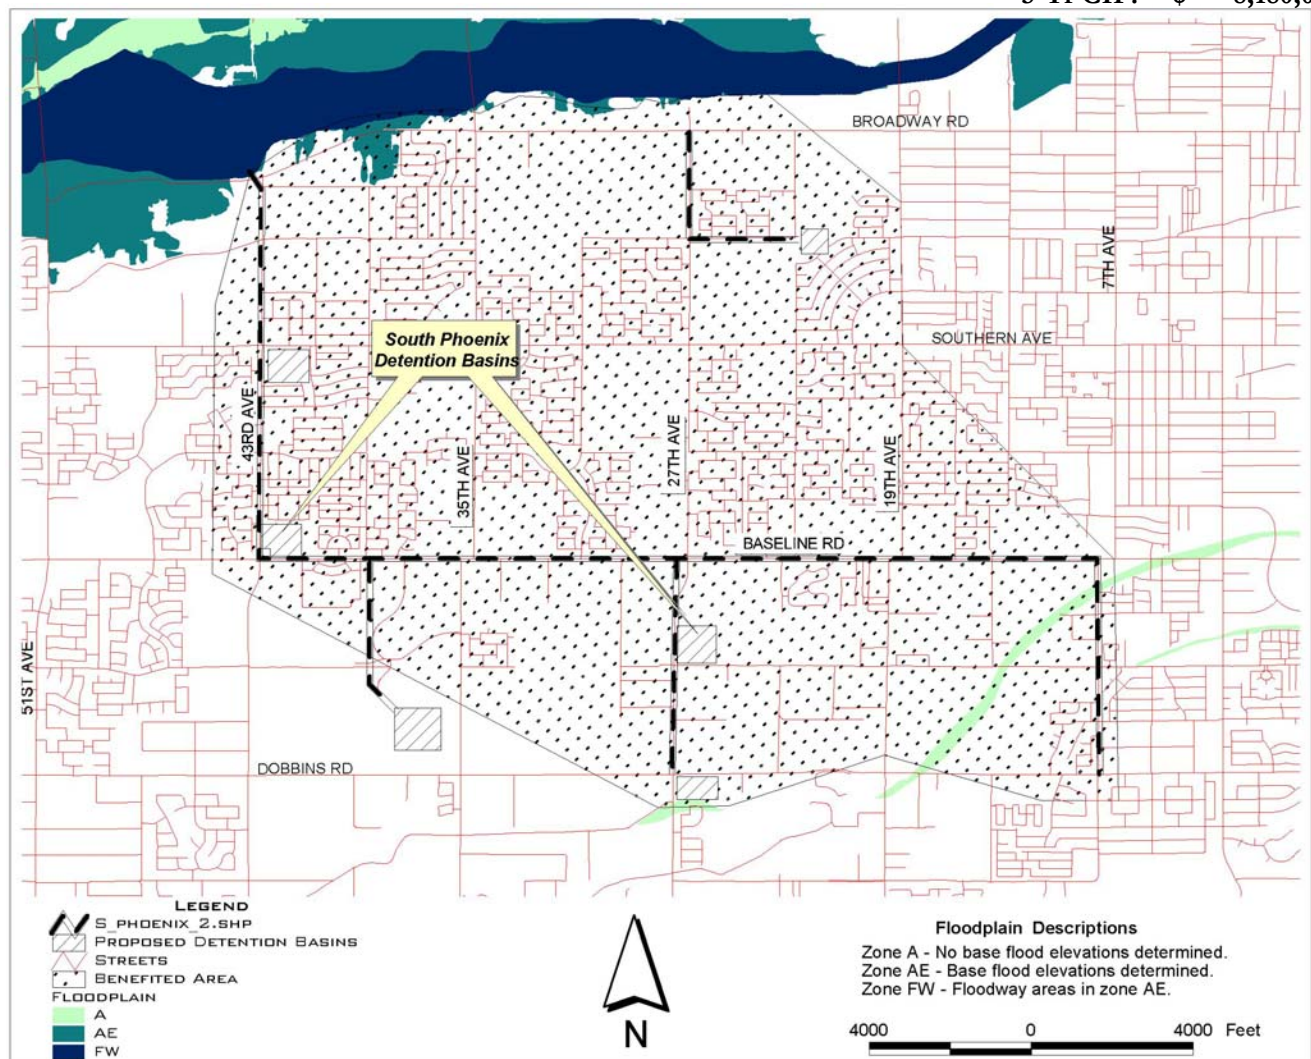 BROADWAY RD
7TH AVE
SOUTHERN AVE
South Phoenix
Detention Basins
43RD AVE
35TH AVE
27TH AVE
19TH AVE
BASELINE RD
51ST AVE
DOBBINS RD
LEGEND
S_PHOENIX_2.SHP
PROPOSED DETENTION BASINS
STREETS
BENEFITED AREA
FLOODPLAIN
A
AE
FW
N
Floodplain Descriptions
Zone A - No base flood elevations determined.
Zone AE - Base flood elevations determined.
Zone FW - Floodway areas in zone AE.
4000 0 4000 Feet